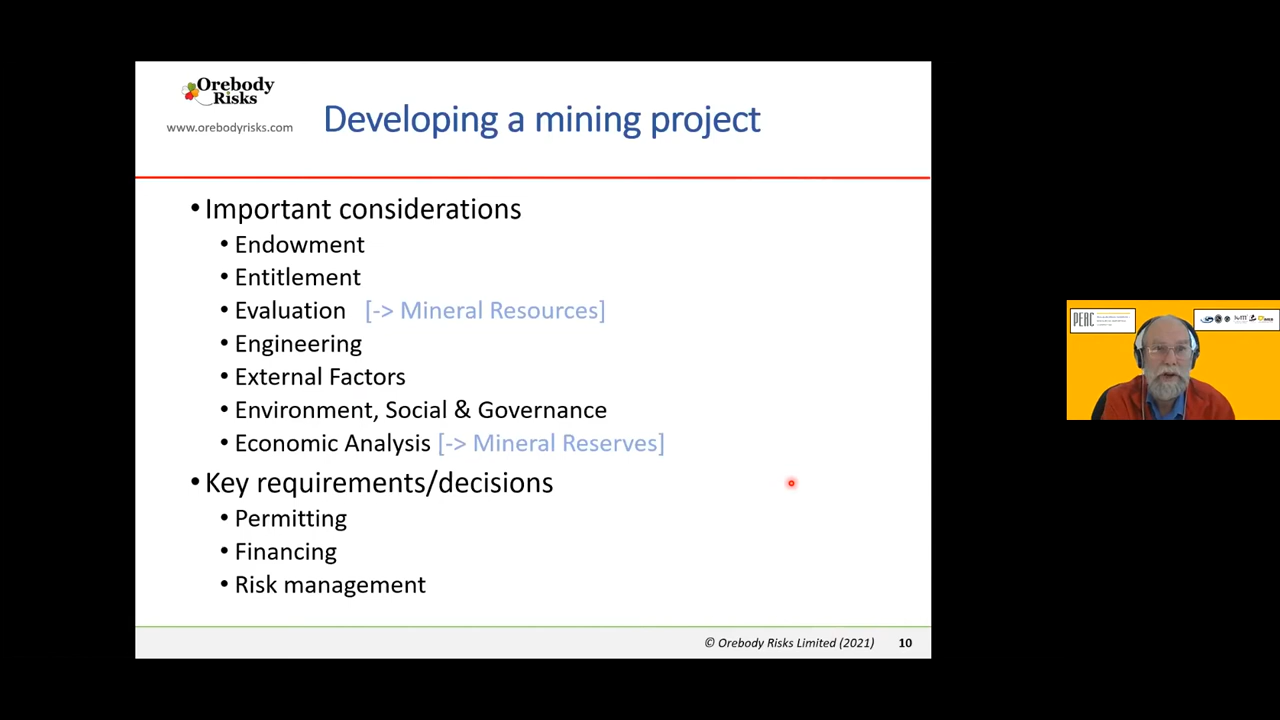 Orebody
Risks
www.orebodyrisks.com
Developing a mining project
• Important considerations
• Endowment
• Entitlement
• Evaluation [-> Mineral Resources]
• Engineering
• External Factors
• Environment, Social & Governance
• Economic Analysis [-> Mineral Reserves]
• Key requirements/decisions
• Permitting
• Financing
• Risk management
© Orebody Risks Limited (2021) 10
PERC